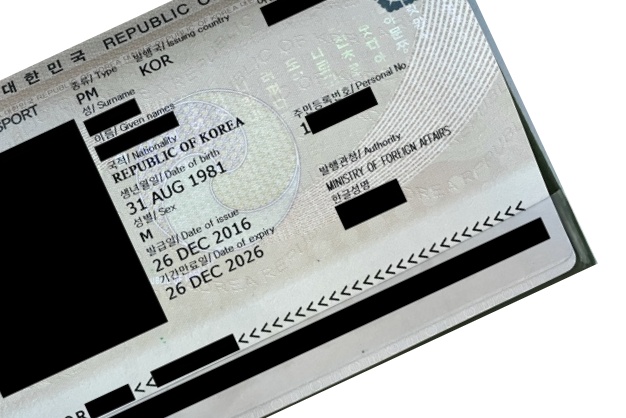 대 한 민 국 REPUBLIC O
SPORT
종류/ Type 발행국/ Issuing country
PM KOR
성/ Surname
이름/ Given names
국적/ Nationality
REPUBLIC OF KOREA
주민등록번호/ Personal No.
1
생년월일/ Date of birth
31 AUG 1981
성별/ Sex
M
발행관청/ Authority
MINISTRY OF FOREIGN AFFAIRS
발급일/ Date of issue
26 DEC 2016
한글성명
기간만료일/ Date of expiry
26 DEC 2026